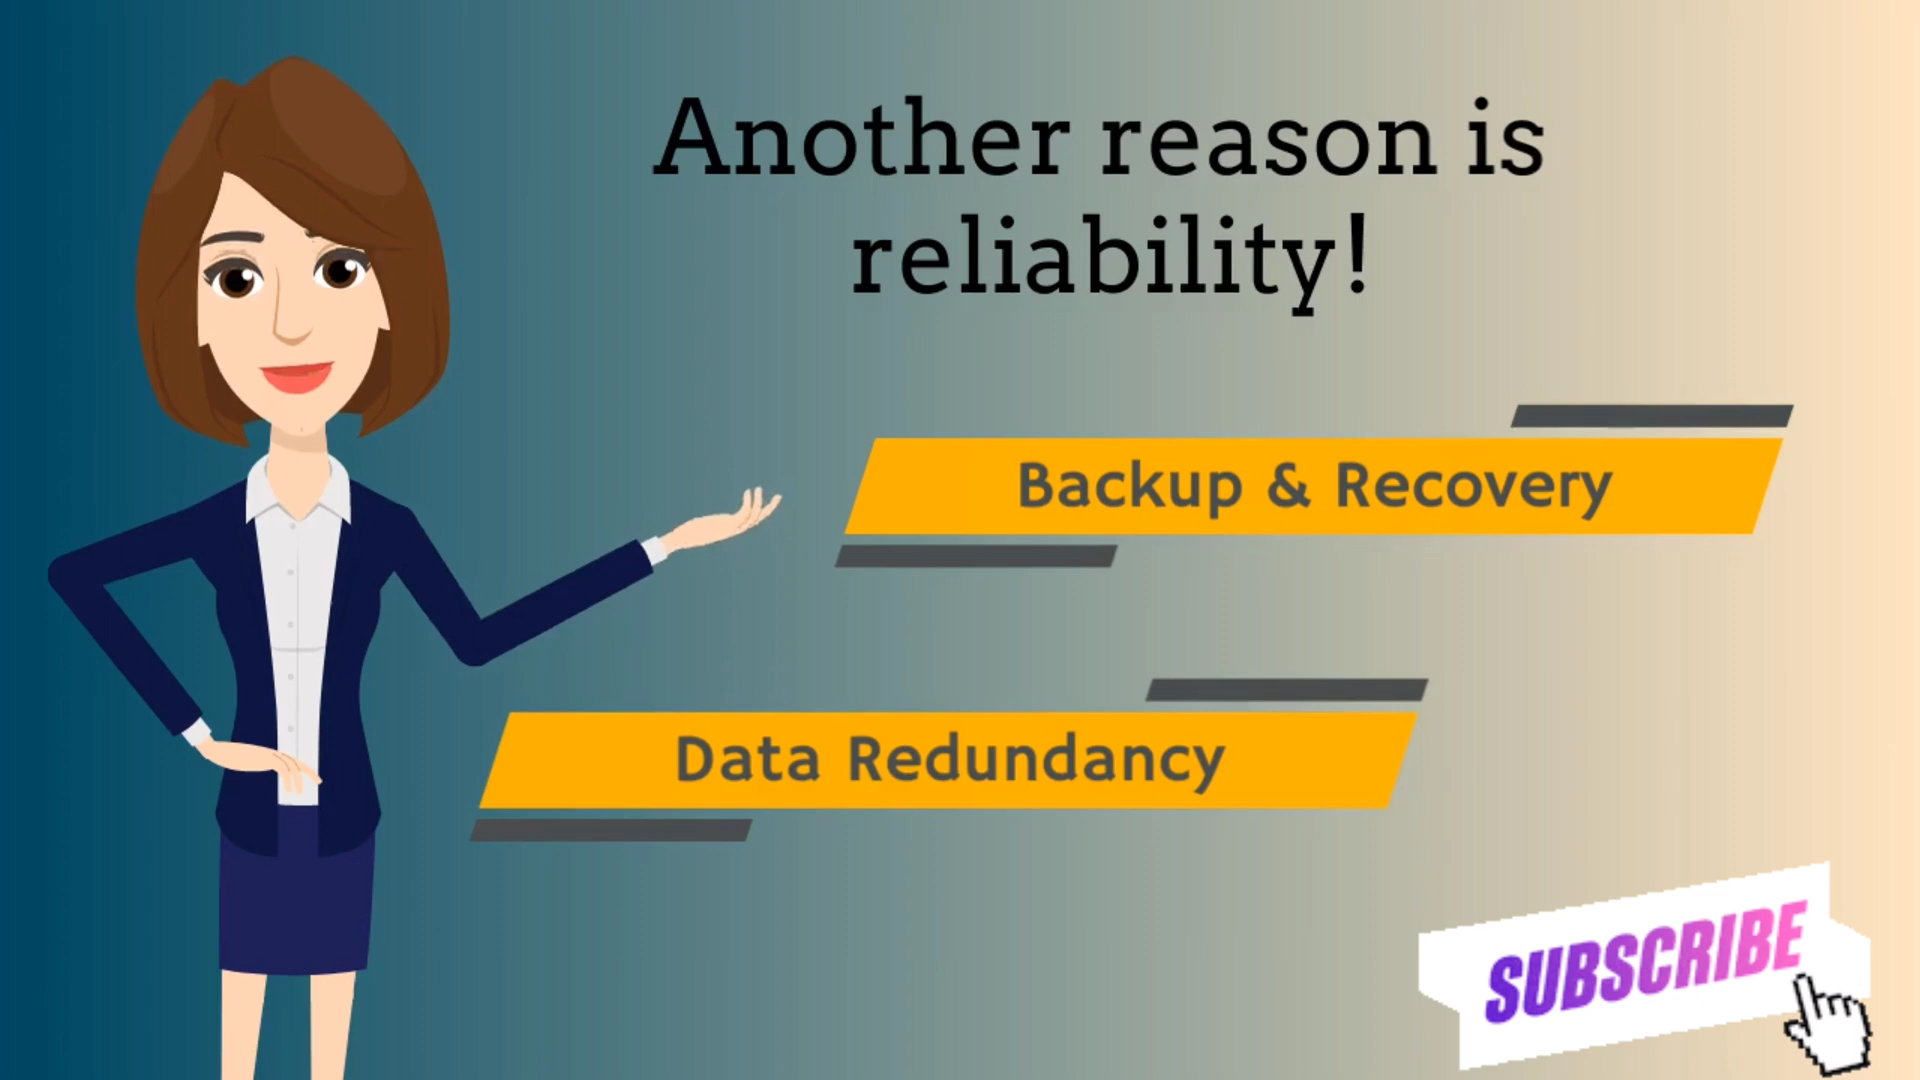 Another reason is
reliability!
Backup & Recovery
Data Redundancy
SUBSCRIBE